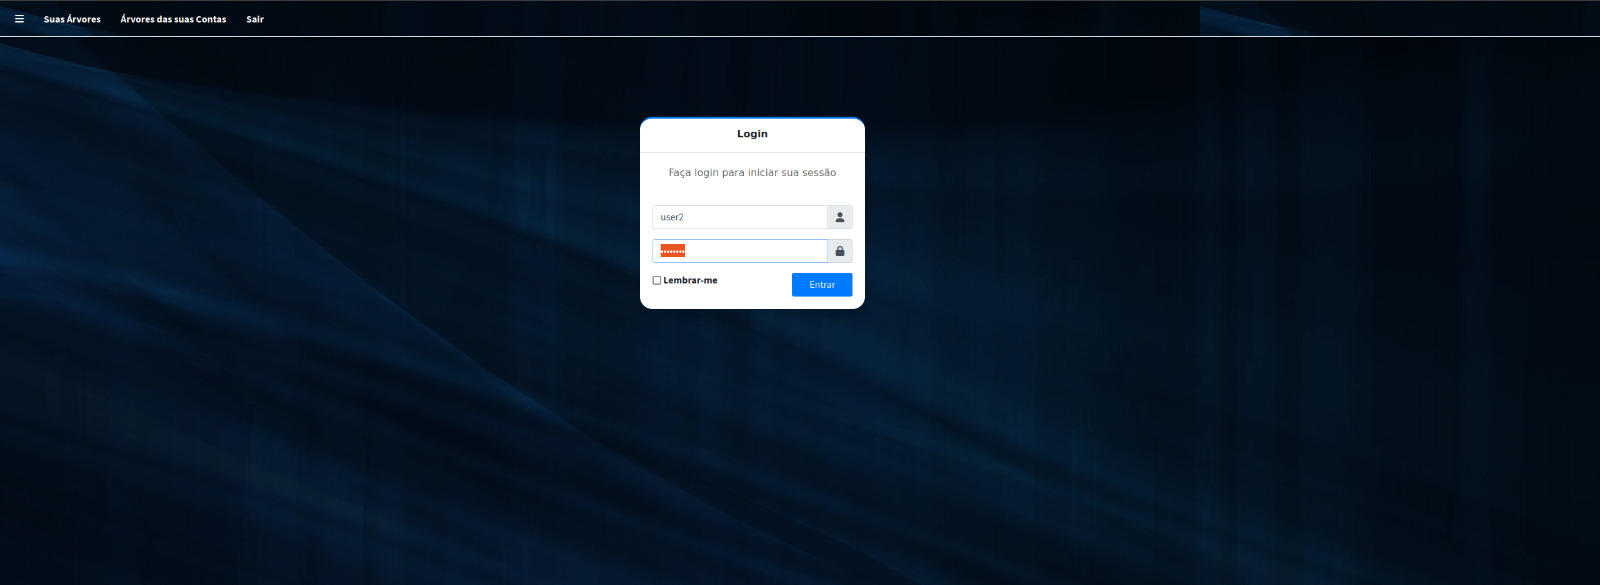 Suas Árvores Árvores das suas Contas Sair
Login
Faça login para iniciar sua sessão
user2
••••••••
Lembrar-me
Entrar